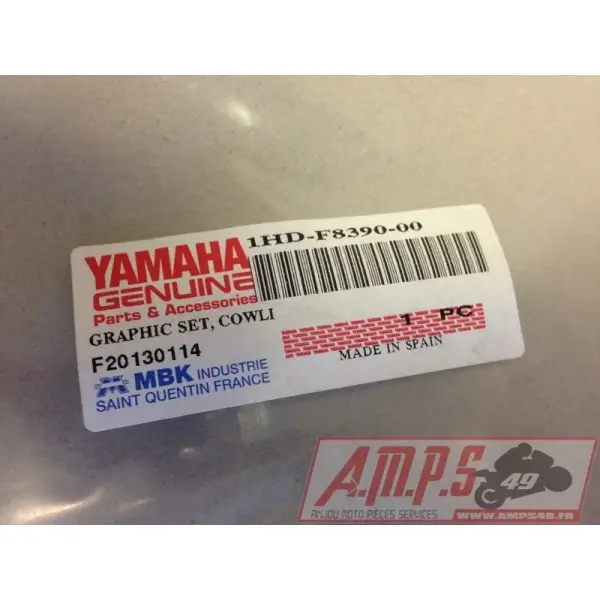 1HD-F8390-00
YAMAHA
GENUINE
Parts & Accessories
GRAPHIC SET, COWLI
1 PC
F20130114
MADE IN SPAIN
MBK INDUSTRIE
SAINT QUENTIN FRANCE
A.M.P.S
49
ANJOU MOTO PIECES SERVICES
WWW.AMPS49.FR